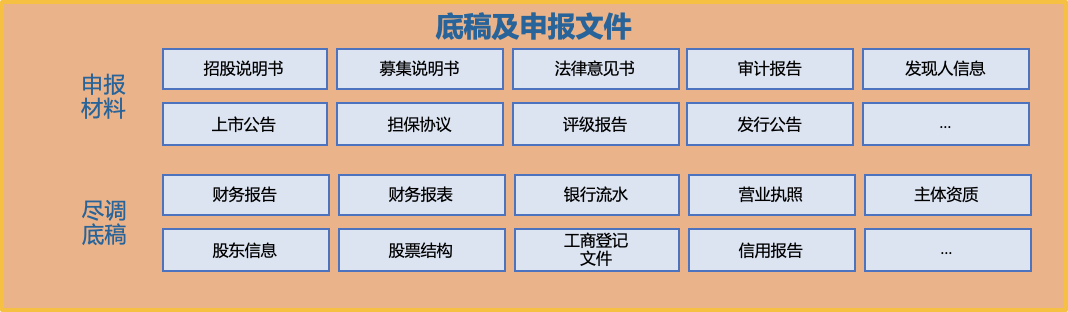 底稿及申报文件
申报
材料
招股说明书
募集说明书
法律意见书
审计报告
发现人信息
上市公告
担保协议
评级报告
发行公告
...
尽调
底稿
财务报告
财务报表
银行流水
营业执照
主体资质
股东信息
股票结构
工商登记
文件
信用报告
...